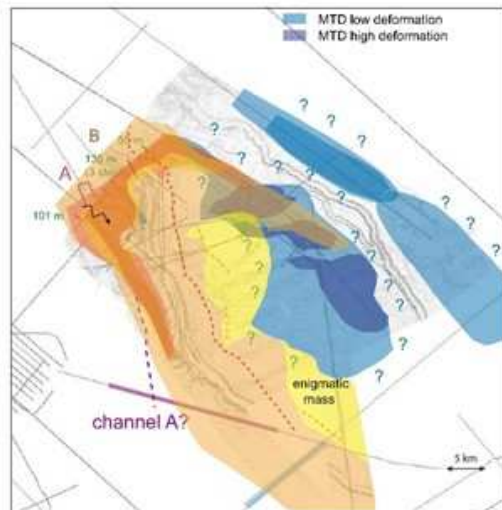 MTD low deformation
MTD high deformation
B
A
130 m
101 m
? ? ?
?
?
?
?
?
?
?
?
?
?
?
?
?
enigmatic
mass
channel A?
5 km